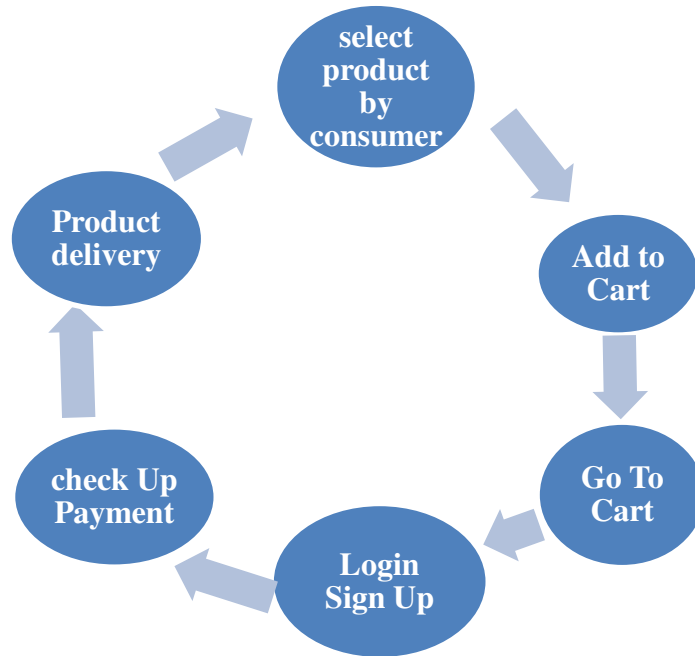 select
product
by
consumer
Add to
Cart
Go To
Cart
Login
Sign Up
check Up
Payment
Product
delivery